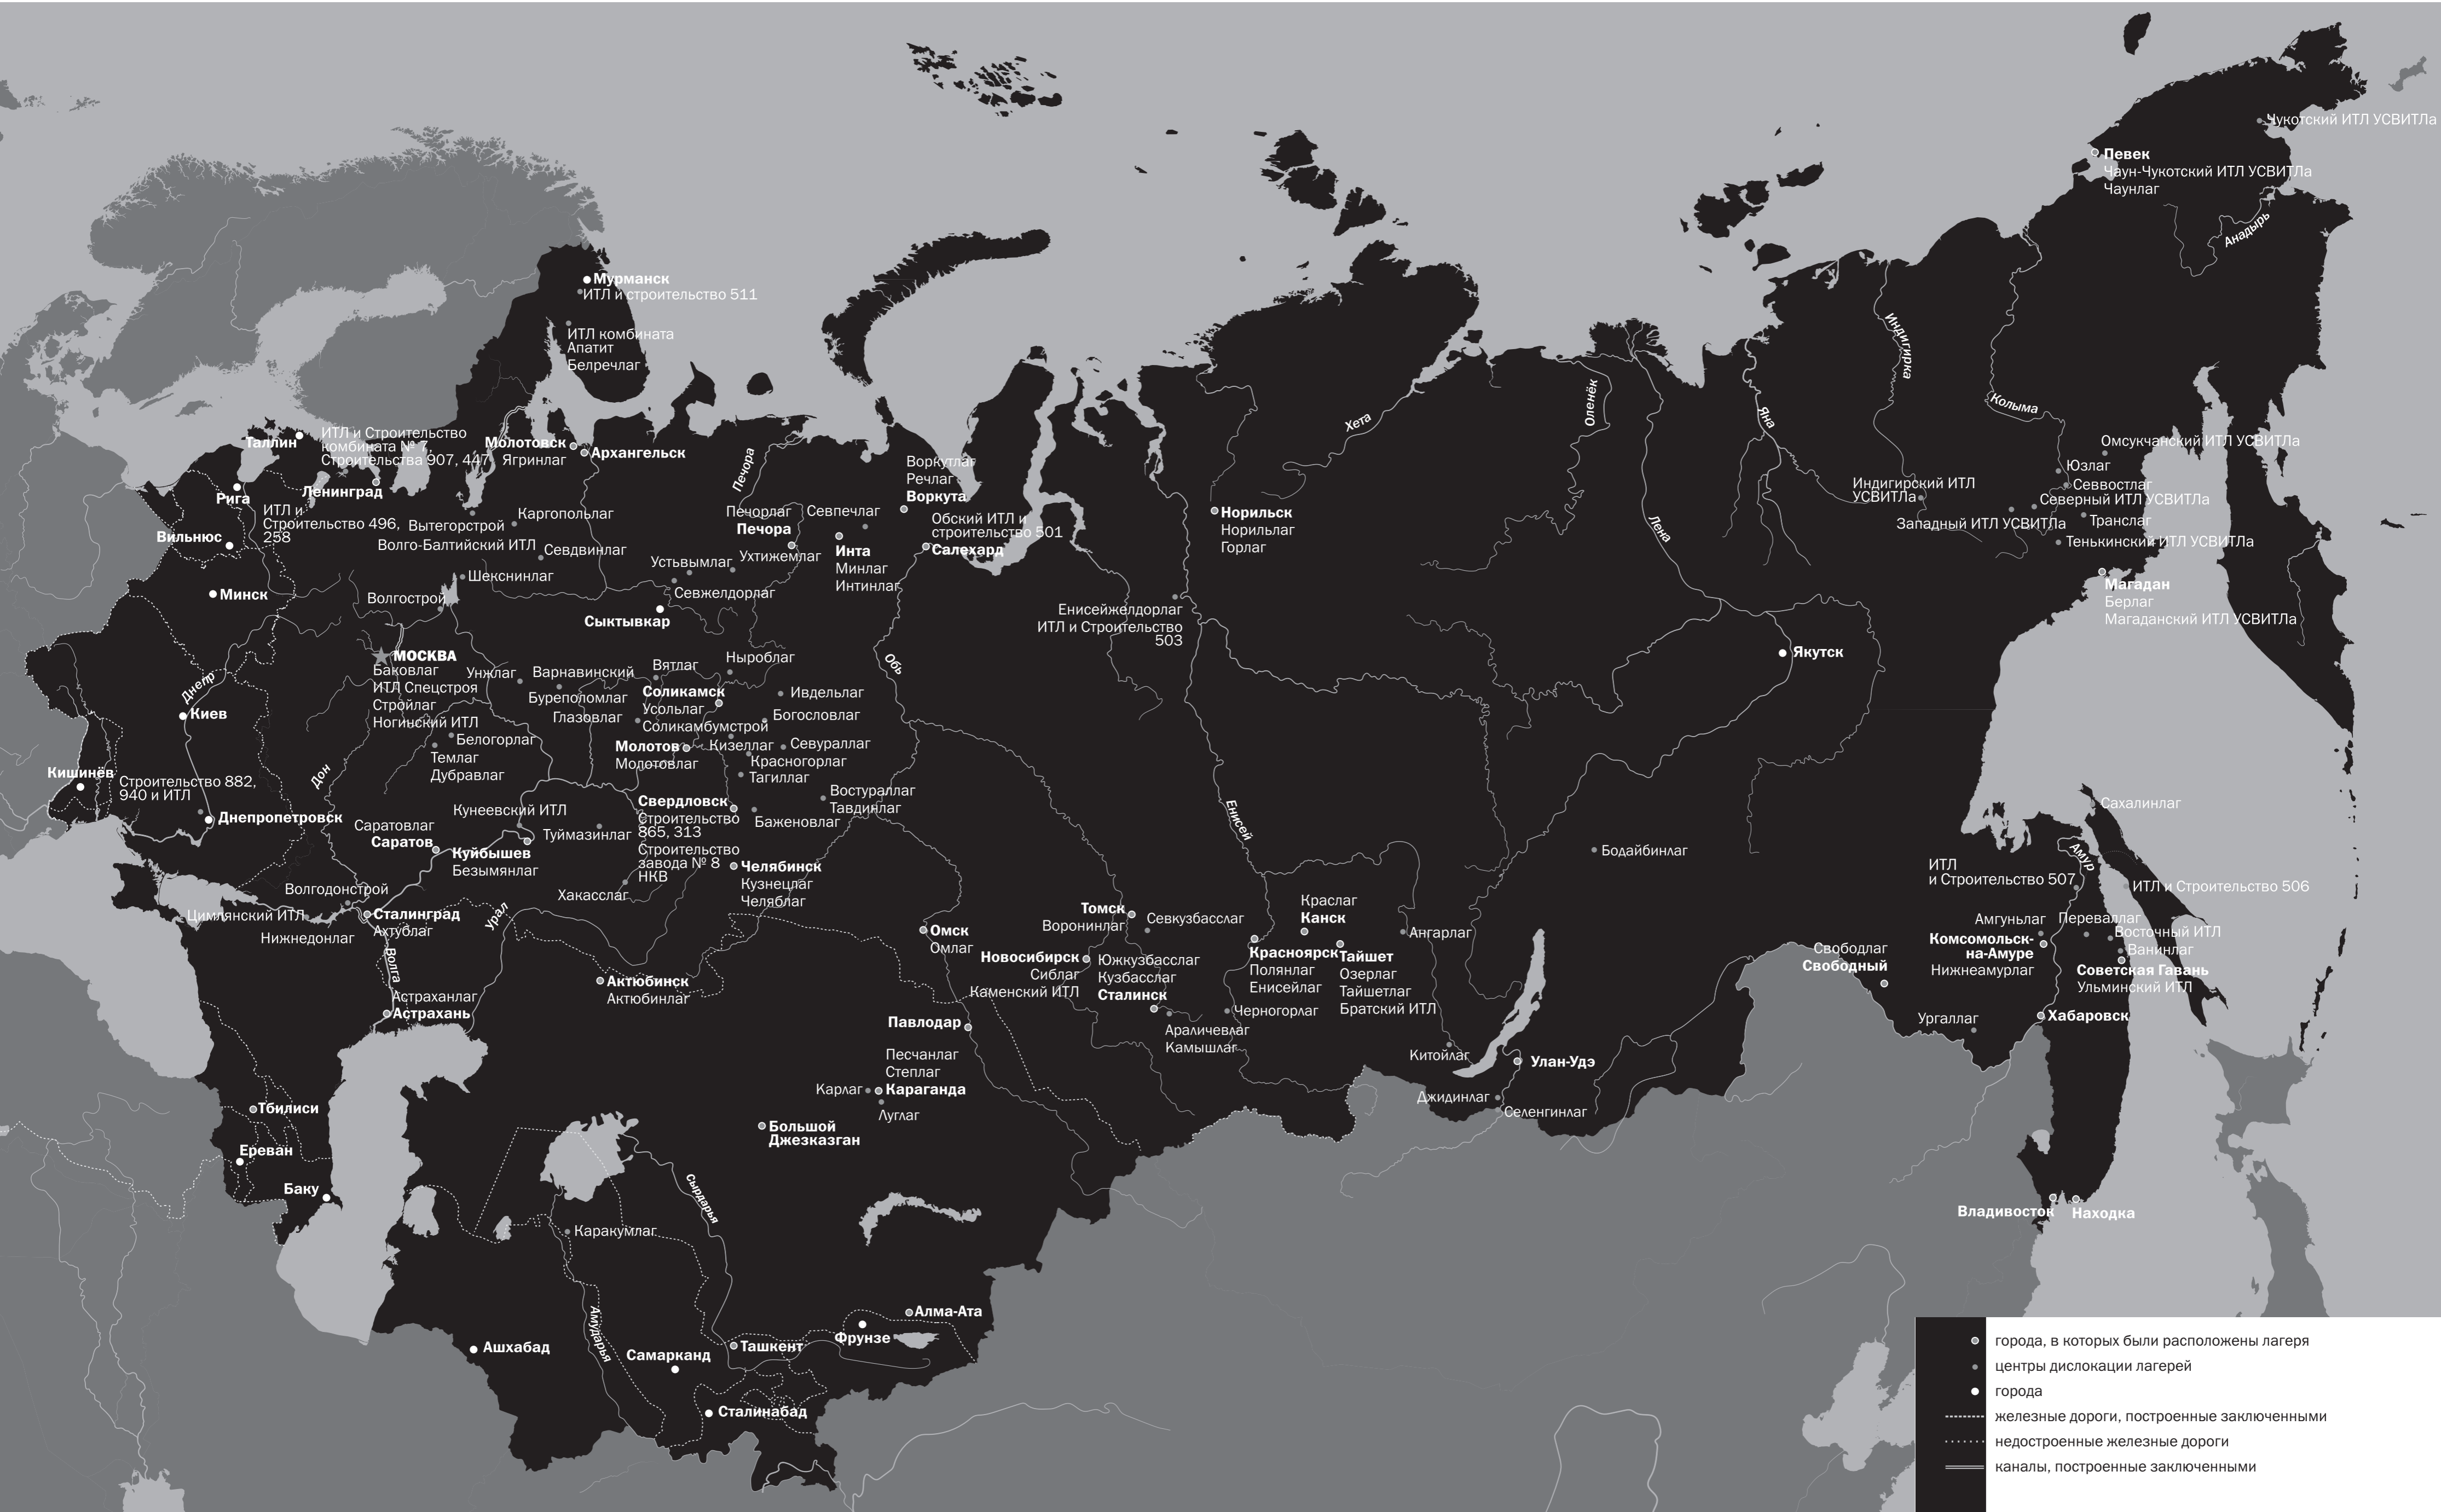 Чукотский ИТЛ УСВИТЛа
Певек
Чаун-Чукотский ИТЛ УСВИТЛа
Чаунлаг
Анадырь
Мурманск
ИТЛ и строительство 511
ИТЛ комбината
Апатит
Белречлаг
Индигирка
Колыма
Яна
Оленёк
Хета
Лена
Печора
Таллин
ИТЛ и Строительство
комбината № 7,
Строительства 907, 447
Ленинград
Молотовск
Ягринлаг
Архангельск
Рига
ИТЛ и
Строительство 496,
258
Вильнюс
Минск
Вытегорстрой
Каргопольлаг
Волго-Балтийский ИТЛ
Севдвинлаг
Шекснинлаг
Волгострой
Воркутлаг
Речлаг
Воркута
Печорлаг
Печора
Севпечлаг
Обский ИТЛ и
строительство 501
Салехард
Инта
Минлаг
Интинлаг
Устьвымлаг
Ухтижемлаг
Севжелдорлаг
Сыктывкар
Норильск
Норильлаг
Горлаг
Енисейжелдорлаг
ИТЛ и Строительство
503
Омсукчанский ИТЛ УСВИТЛа
Юзлаг
Севвостлаг
Индигирский ИТЛ
УСВИТЛа
Северный ИТЛ УСВИТЛа
Западный ИТЛ УСВИТЛа
Транслаг
Тенькинский ИТЛ УСВИТЛа
Магадан
Берлаг
Магаданский ИТЛ УСВИТЛа
Якутск
МОСКВА
Баковлаг
ИТЛ Спецстроя
Стройлаг
Ногинский ИТЛ
Унжлаг
Варнавинский
Буреполомлаг
Глазовлаг
Вятлаг
Ныроблаг
Соликамск
Усольлаг
Соликамбумстрой
Ивдельлаг
Богословлаг
Обь
Днепр
Киев
Белогорлаг
Темлаг
Дубравлаг
Молотов
Молотовлаг
Кизеллаг
Севураллаг
Красногорлаг
Тагиллаг
Востураллаг
Тавдинлаг
Дон
Кишинёв
Строительство 882,
940 и ИТЛ
Днепропетровск
Кунеевский ИТЛ
Туймазинлаг
Саратовлаг
Саратов
Куйбышев
Безымянлаг
Свердловск
Строительство
865, 313
Строительство
завода № 8
НКВ
Баженовлаг
Челябинск
Кузнецлаг
Челяблаг
Хакасслаг
Енисей
Бодайбинлаг
Сахалинлаг
Амур
ИТЛ
и Строительство 507
ИТЛ и Строительство 506
Волгодонстрой
Цимлянский ИТЛ
Нижнедонлаг
Сталинград
Ахтублаг
Урал
Волга
Астраханлаг
Астрахань
Актюбинск
Актюбинлаг
Омск
Омлаг
Томск
Воронинлаг
Севкузбасслаг
Новосибирск
Сиблаг
Каменский ИТЛ
Южкузбасслаг
Кузбасслаг
Сталинск
Араличевлаг
Камышлаг
Краслаг
Канск
Красноярск
Полянлаг
Енисейлаг
Тайшет
Озерлаг
Тайшетлаг
Братский ИТЛ
Ангарлаг
Черногорлаг
Китойлаг
Улан-Удэ
Джидинлаг
Селенгинлаг
Амгуньлаг
Переваллаг
Комсомольск-
на-Амуре
Нижнеамурлаг
Восточный ИТЛ
Ванинлаг
Советская Гавань
Ульминский ИТЛ
Свободлаг
Свободный
Ургаллаг
Хабаровск
Владивосток
Находка
Павлодар
Песчанлаг
Степлаг
Карлаг
Караганда
Луглаг
Большой
Джезказган
Тбилиси
Ереван
Баку
Сырдарья
Каракумлаг
Амударья
Ашхабад
Самарканд
Сталинабад
Ташкент
Фрунзе
Алма-Ата
города, в которых были расположены лагеря
центры дислокации лагерей
города
железные дороги, построенные заключенными
недостроенные железные дороги
каналы, построенные заключенными